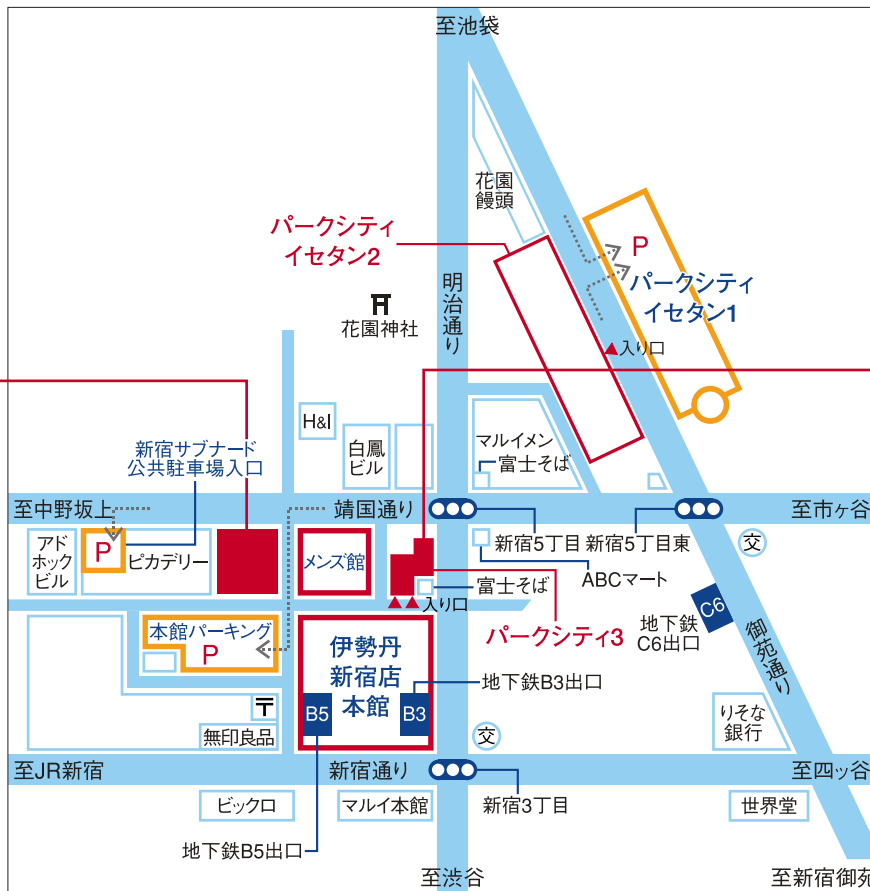 至池袋
花園
饅頭
パークシティ
イセタン2
P
パークシティ
イセタン1
明治通り
花園神社
入り口
H&I
白鳳
ビル
マルイメン
富士そば
新宿サブナード
公共駐車場入口
至中野坂上
靖国通り
至市ヶ谷
アド
ホック
ビル
P
ピカデリー
メンズ館
新宿5丁目
新宿5丁目東
交
ABCマート
富士そば
入り口
パークシティ3
C6
地下鉄
C6出口
御苑通り
本館パーキング
P
伊勢丹
新宿店
本館
地下鉄B3出口
B5
B3
〒
無印良品
交
りそな
銀行
至JR新宿
新宿通り
至四ッ谷
ビックロ
マルイ本館
新宿3丁目
世界堂
地下鉄B5出口
至渋谷
至新宿御苑